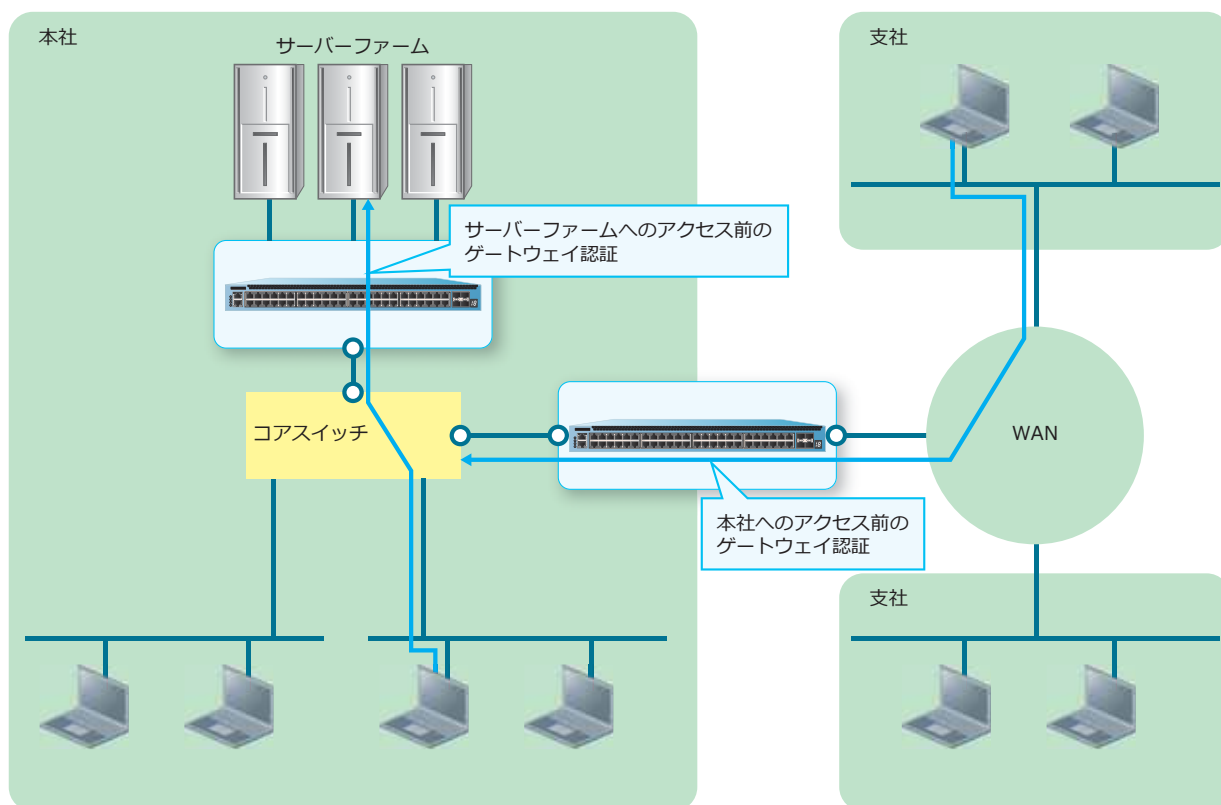 本社
サーバーファーム
支社
サーバーファームへのアクセス前の
ゲートウェイ認証
コアスイッチ
WAN
本社へのアクセス前の
ゲートウェイ認証
支社